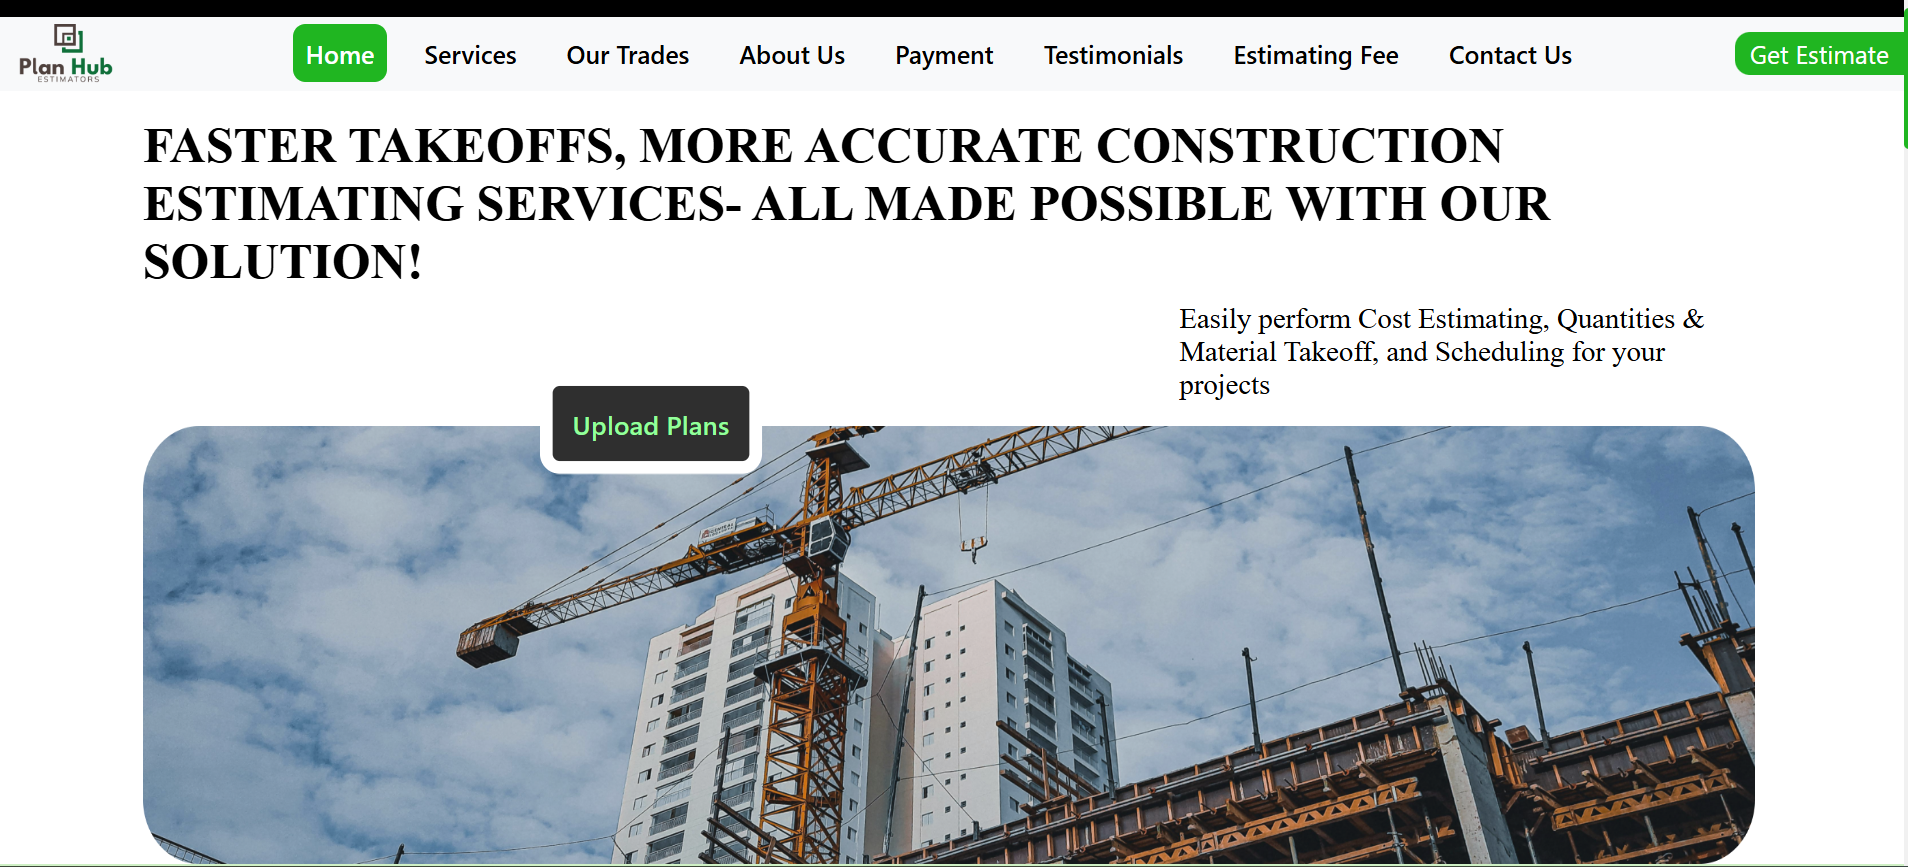 Plan Hub
ESTIMATORS
Home
Services
Our Trades
About Us
Payment
Testimonials
Estimating Fee
Contact Us
Get Estimate
FASTER TAKEOFFS, MORE ACCURATE CONSTRUCTION
ESTIMATING SERVICES- ALL MADE POSSIBLE WITH OUR
SOLUTION!
Easily perform Cost Estimating, Quantities &
Material Takeoff, and Scheduling for your
projects
Upload Plans